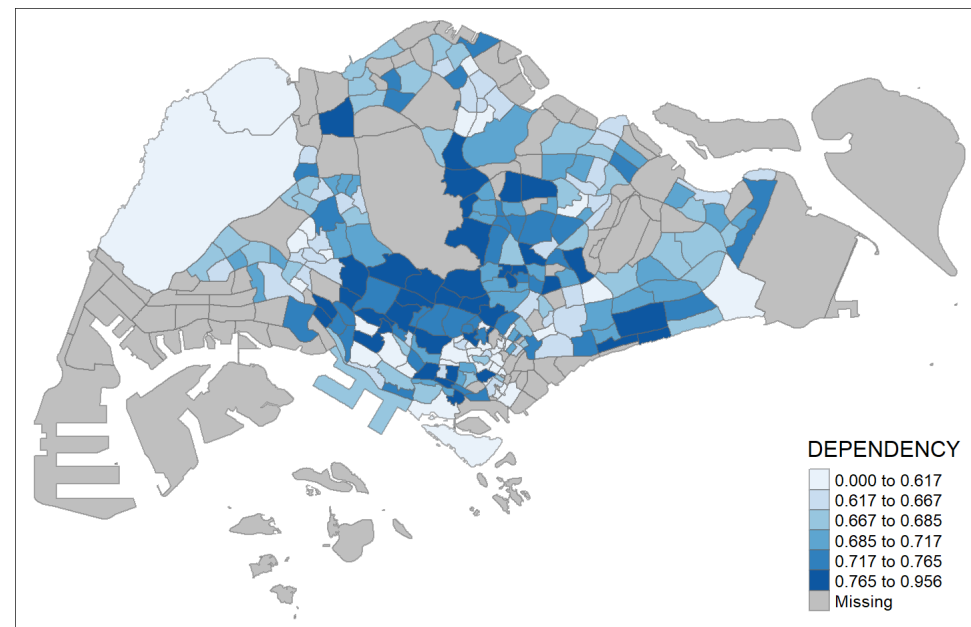 DEPENDENCY
0.000 to 0.617
0.617 to 0.667
0.667 to 0.685
0.685 to 0.717
0.717 to 0.765
0.765 to 0.956
Missing